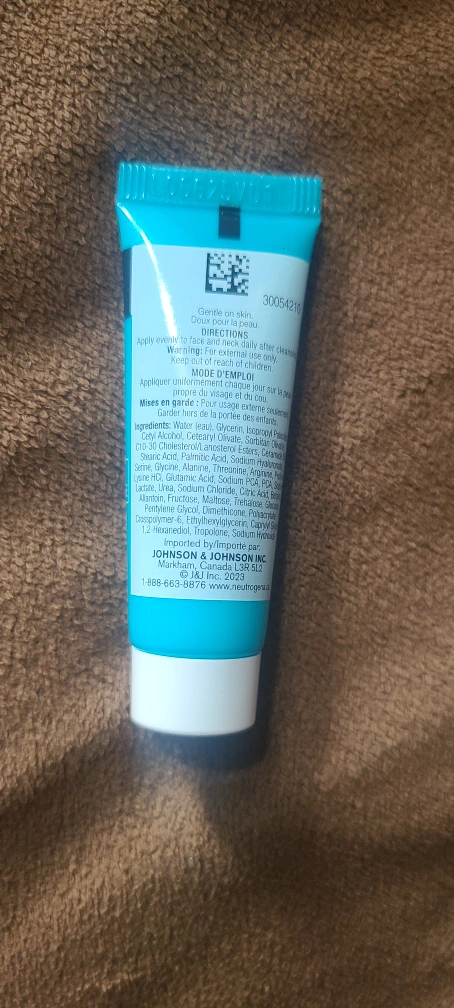 30054210
Gentle on skin.
Doux pour la peau.
DIRECTIONS
Apply evenly to face and neck daily after
Warning: For external use only.
Keep out of reach of children.
MODE D'EMPLOI
Appliquer uniformément chaque jour sur la
propre du visage et du cou.
Mises en garde : Pour usage externe seulement
Garder hors de la portée des enfants.
Ingredients: Water (eau), Glycerin, Isopropyl
Cetyl Alcohol, Cetearyl Olivate, Sorbitan
C10-30 Cholesterol/Lanosterol Esters,
Stearic Acid, Palmitic Acid, Sodium
Serine, Glycine, Alanine, Threonine, Arginine,
Lysine HCl, Glutamic Acid, Sodium PCA, PCA,
Lactate, Urea, Sodium Chloride, Citric Acid,
Allantoin, Fructose, Maltose, Trehalose,
Pentylene Glycol, Dimethicone,
Crosspolymer-6, Ethylhexylglycerin,
1,2-Hexanediol, Tropolone, Sodium
Imported by/Importé par:
JOHNSON & JOHNSON INC.
Markham, Canada L3R 5L2
© J&J Inc. 2023
1-888-663-8876 www.neutrogena